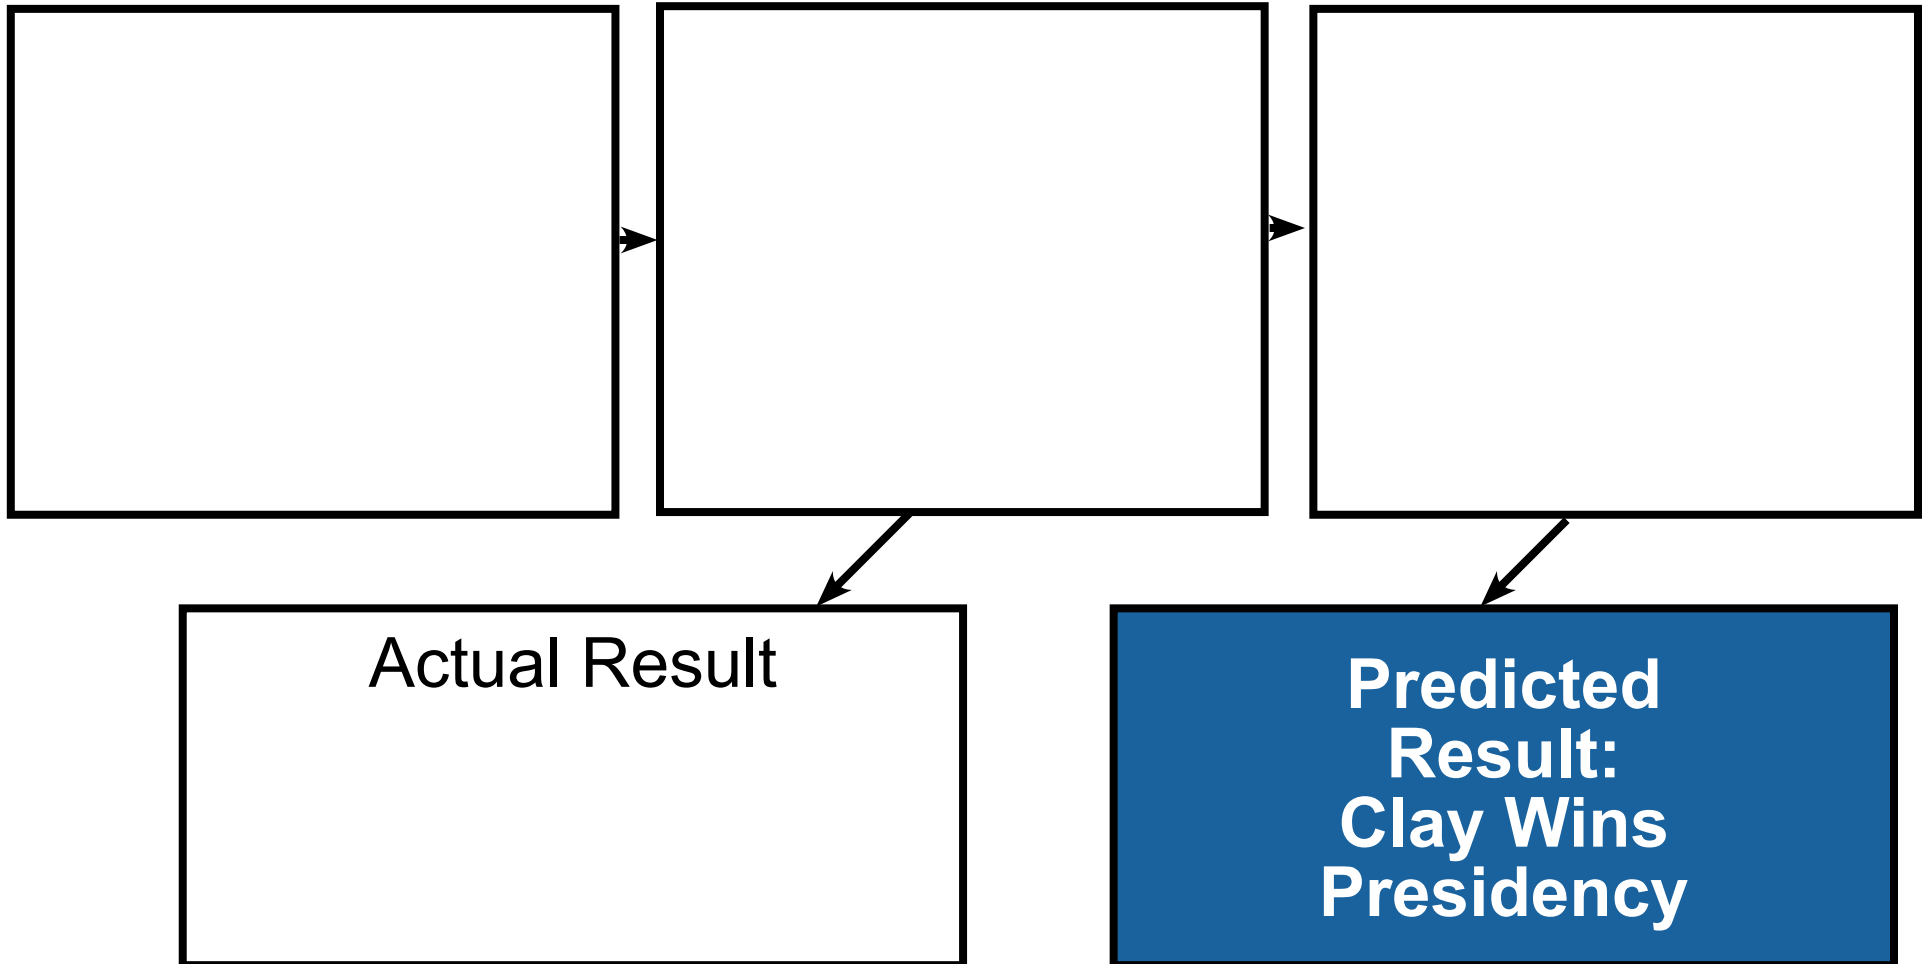 Actual Result
Predicted
Result:
Clay Wins
Presidency